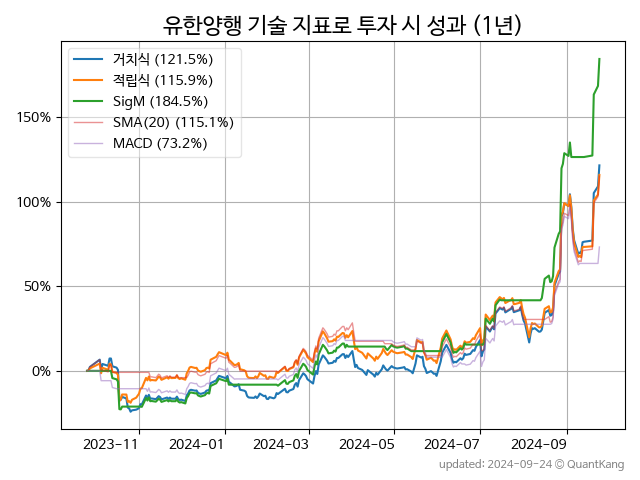 유한양행 기술 지표로 투자 시 성과 (1년)
거치식 (121.5%)
적립식 (115.9%)
SigM (184.5%)
SMA(20) (115.1%)
MACD (73.2%)
150%
100%
50%
0%
2023-11 2024-01 2024-03 2024-05 2024-07 2024-09
updated: 2024-09-24 © QuantKang